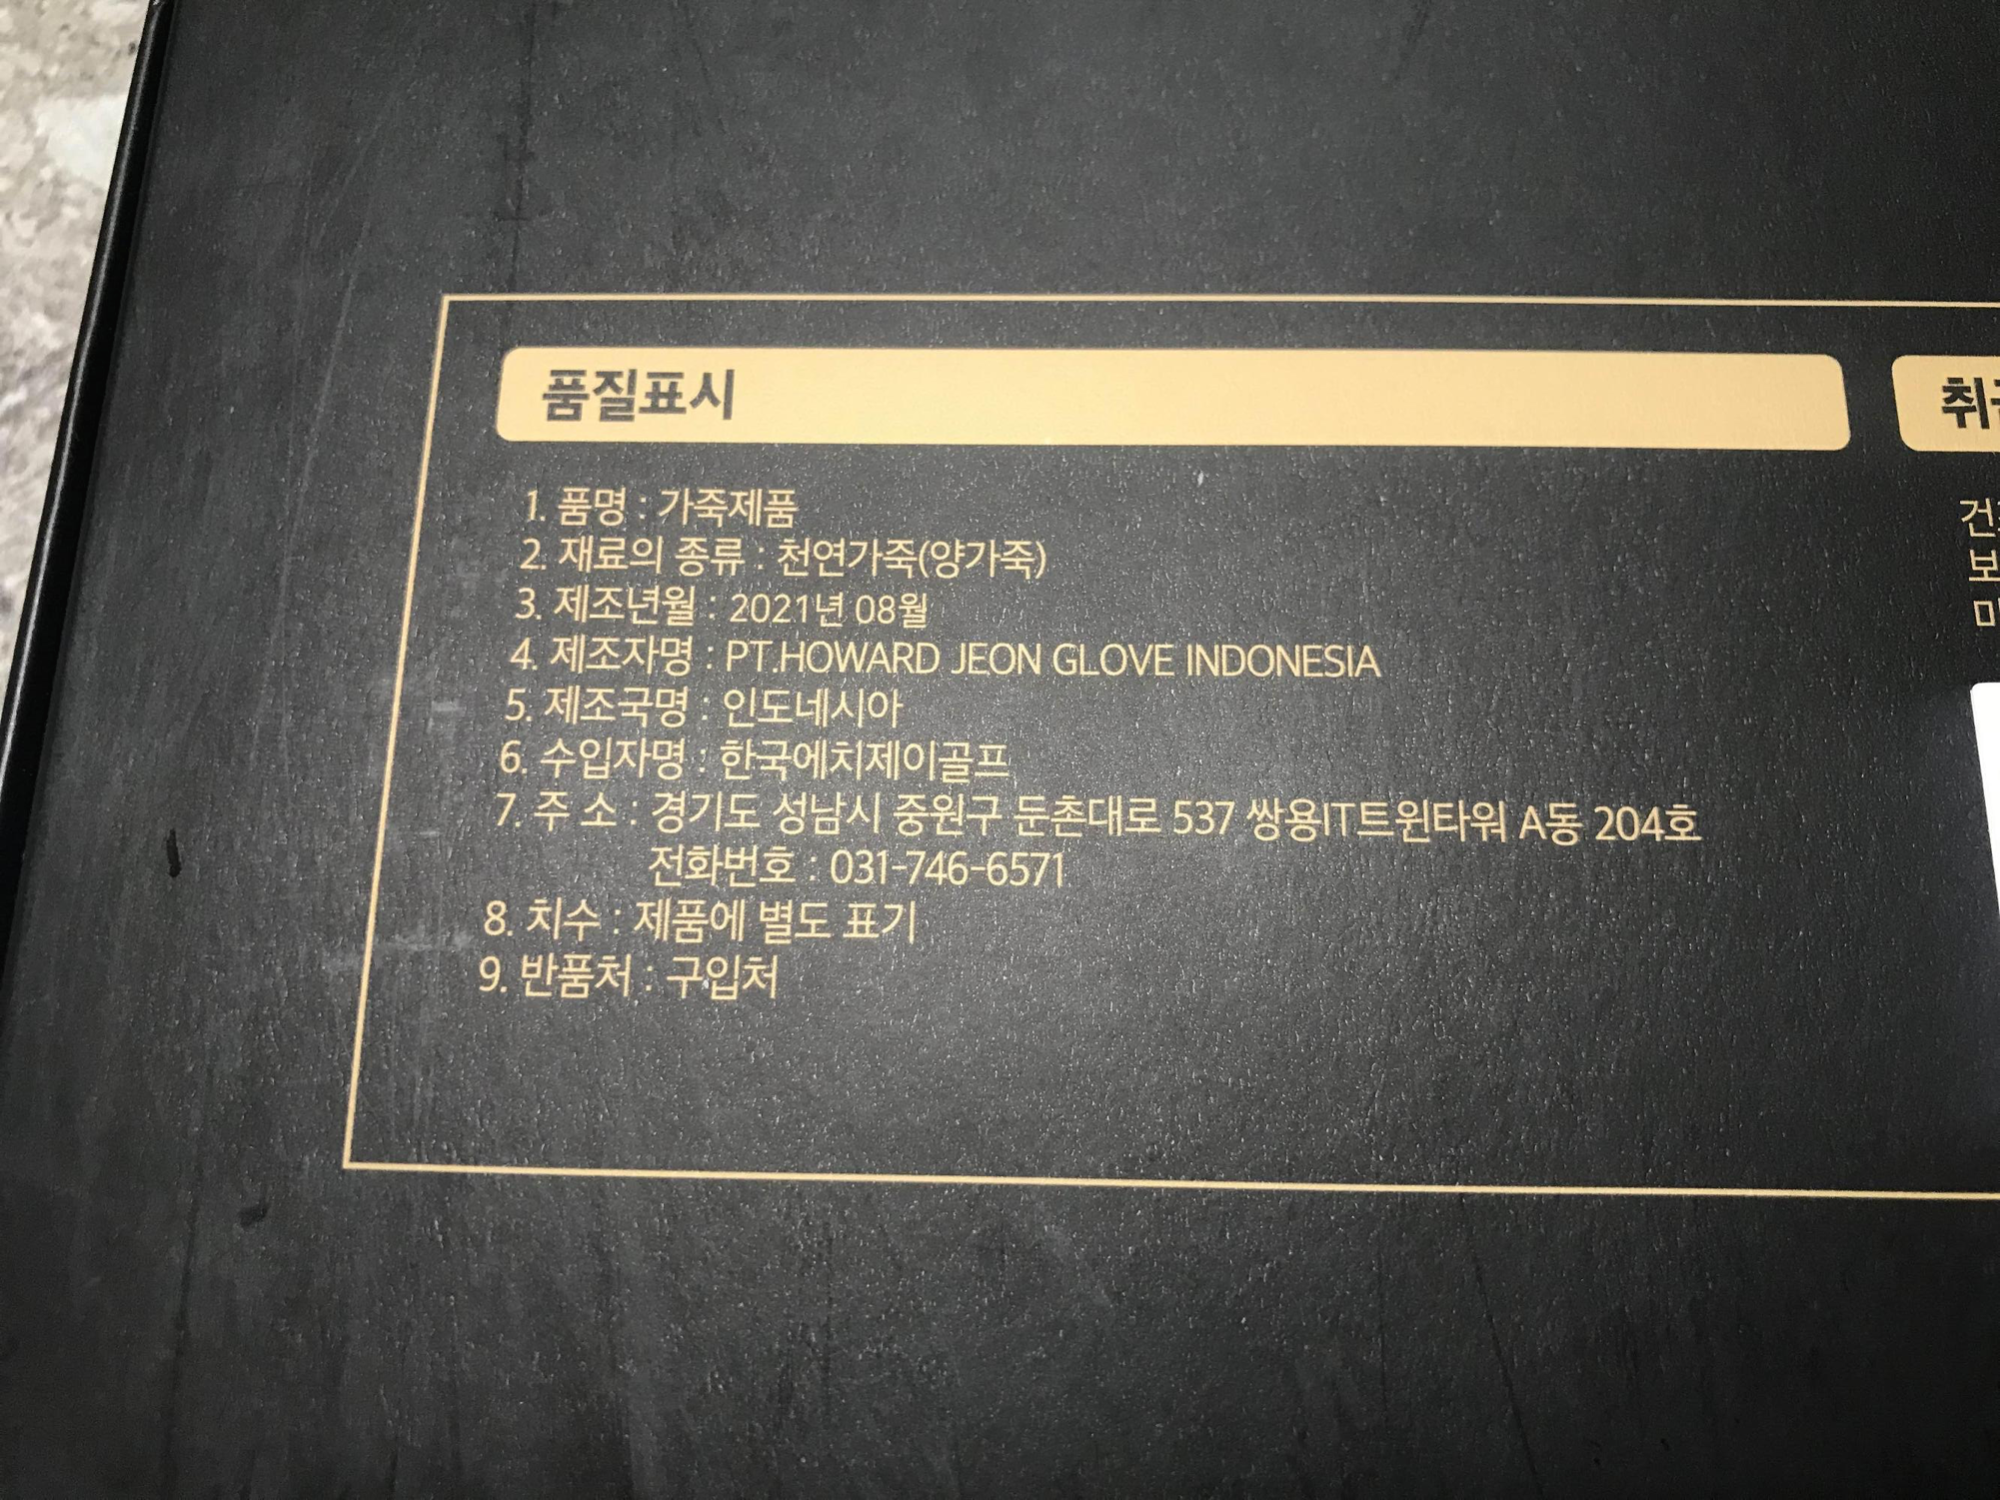 품질표시
1. 품명 : 가죽제품
2. 재료의 종류 : 천연가죽(양가죽)
3. 제조년월 : 2021년 08월
4. 제조자명 : PT.HOWARD JEON GLOVE INDONESIA
5. 제조국명 : 인도네시아
6. 수입자명 : 한국에치제이골프
7. 주 소 : 경기도 성남시 중원구 둔촌대로 537 쌍용IT트윈타워 A동 204호
전화번호 : 031-746-6571
8. 치수 : 제품에 별도 표기
9. 반품처 : 구입처